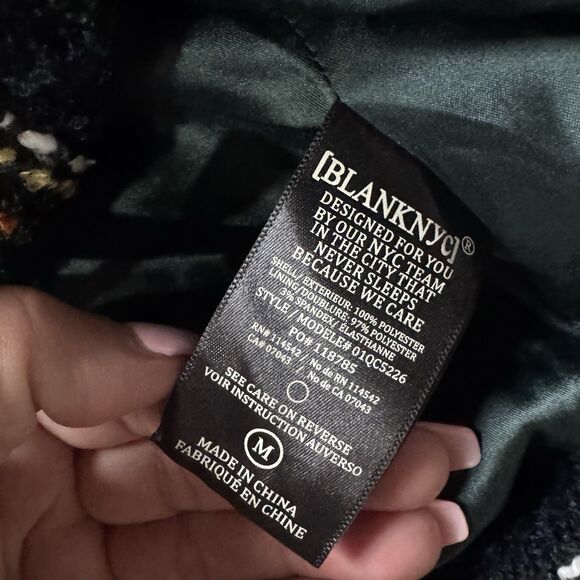 [BLANKNYC]®
DESIGNED FOR YOU
BY OUR NYC TEAM
IN THE CITY THAT
NEVER SLEEPS
BECAUSE WE CARE
SHELL/EXTERIEUR: 100% POLYESTER
LINING/DOUBLURE: 97% POLYESTER
3% SPANDEX/ ÉLASTHANNE
STYLE / MODÈLE# 01QC5226
PO# 118785
RN# 114542 / No de RN 114542
CA# 07043 / No de CA 07043
SEE CARE ON REVERSE
VOIR INSTRUCTION AUVERSO
M
MADE IN CHINA
FABRIQUÉ EN CHINE